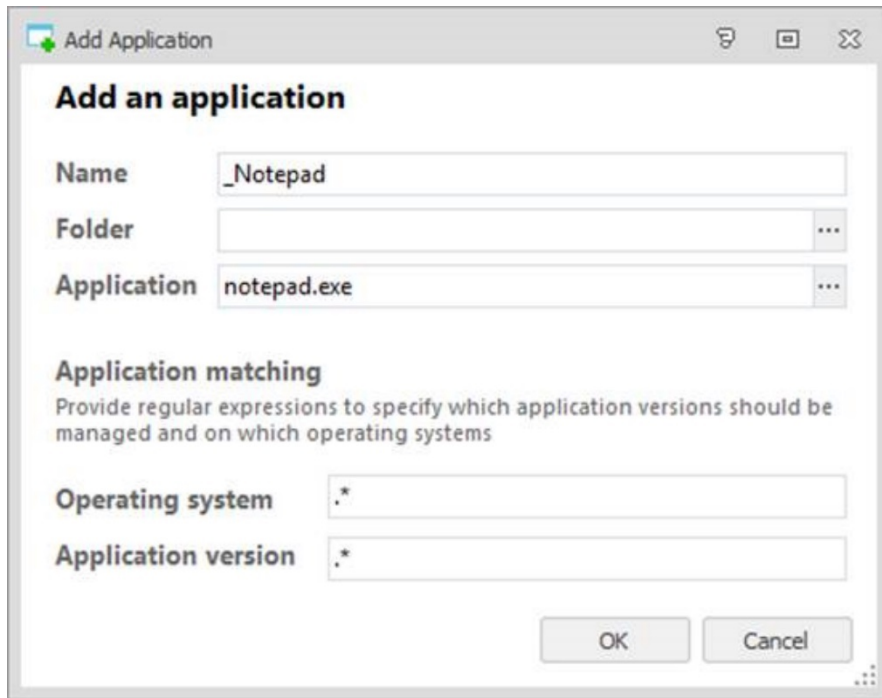 Add Application
Add an application
Name _Notepad
Folder ...
Application notepad.exe ...
Application matching
Provide regular expressions to specify which application versions should be
managed and on which operating systems
Operating system .*
Application version .*
OK Cancel